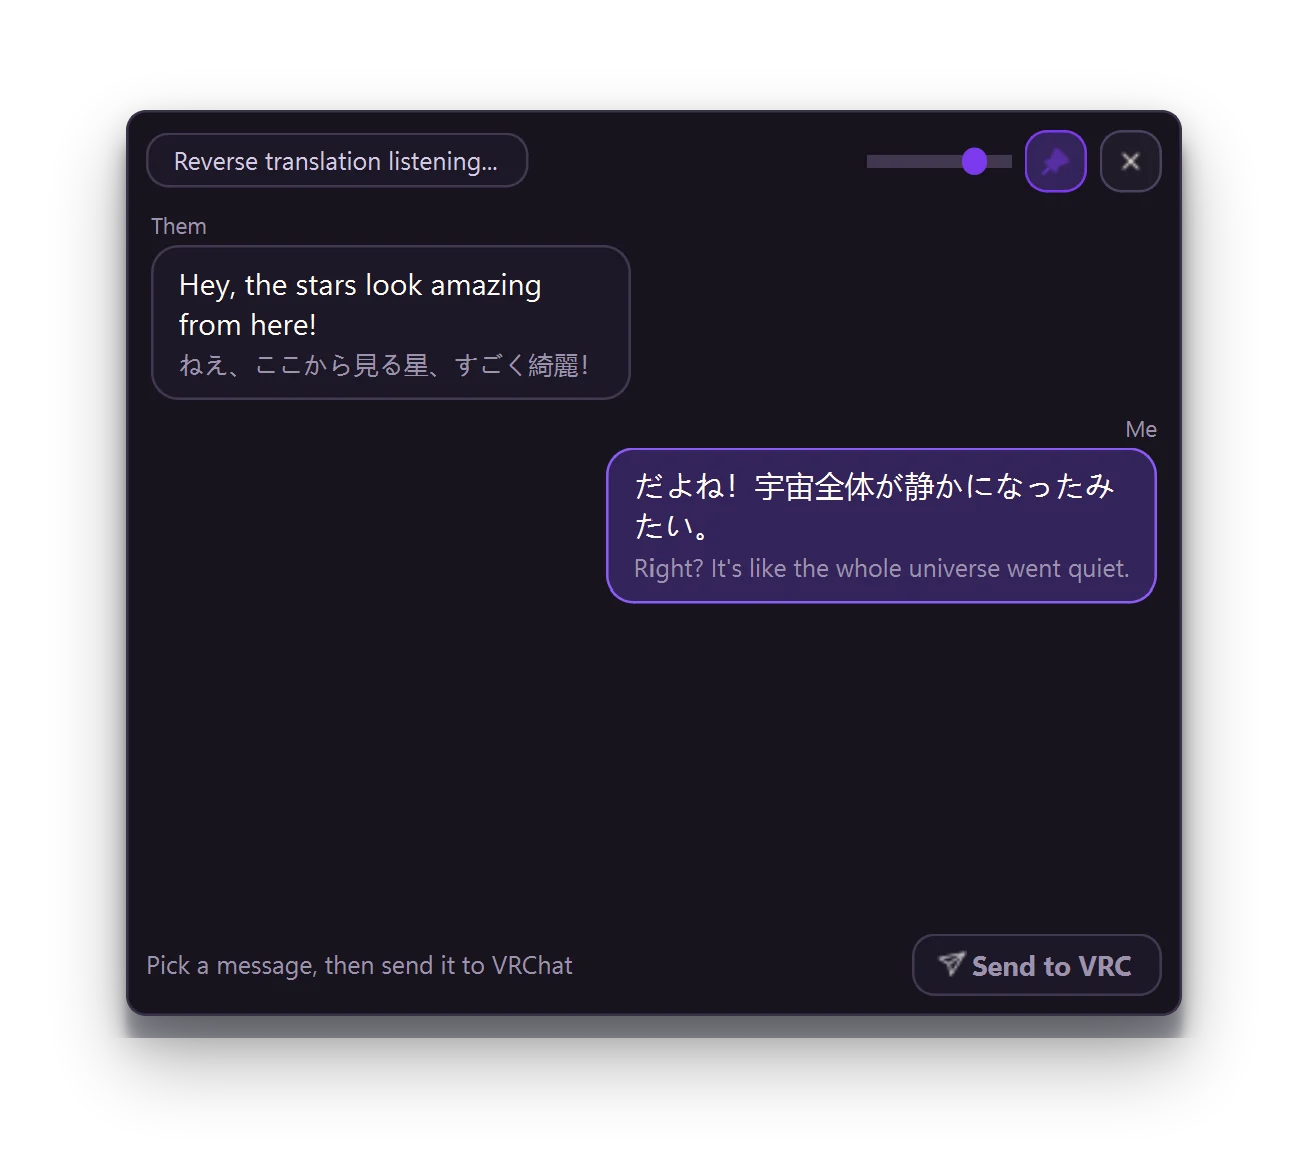 Reverse translation listening...
Them
Hey, the stars look amazing
from here!
ねえ、ここから見る星、すごく綺麗！
Me
だよね！宇宙全体が静かになったみ
たい。
Right? It's like the whole universe went quiet.
Pick a message, then send it to VRChat
Send to VRC